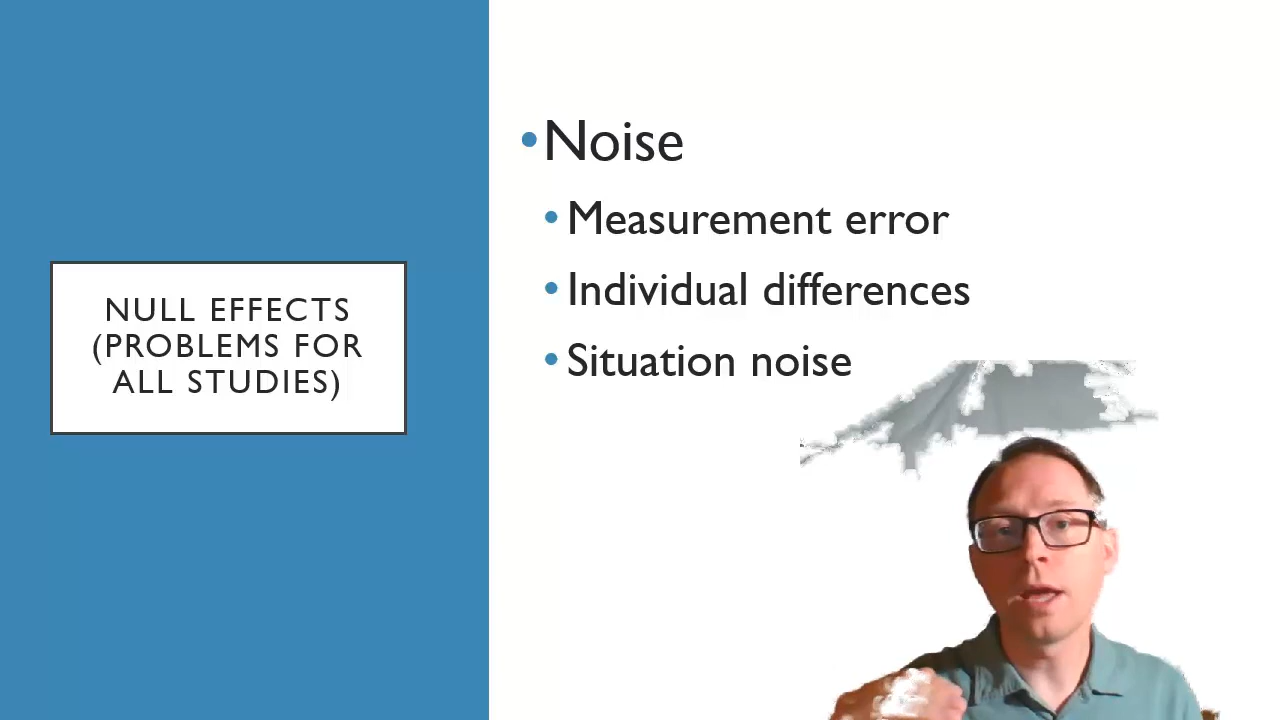 NULL EFFECTS
(PROBLEMS FOR
ALL STUDIES)
•Noise
•Measurement error
•Individual differences
•Situation noise